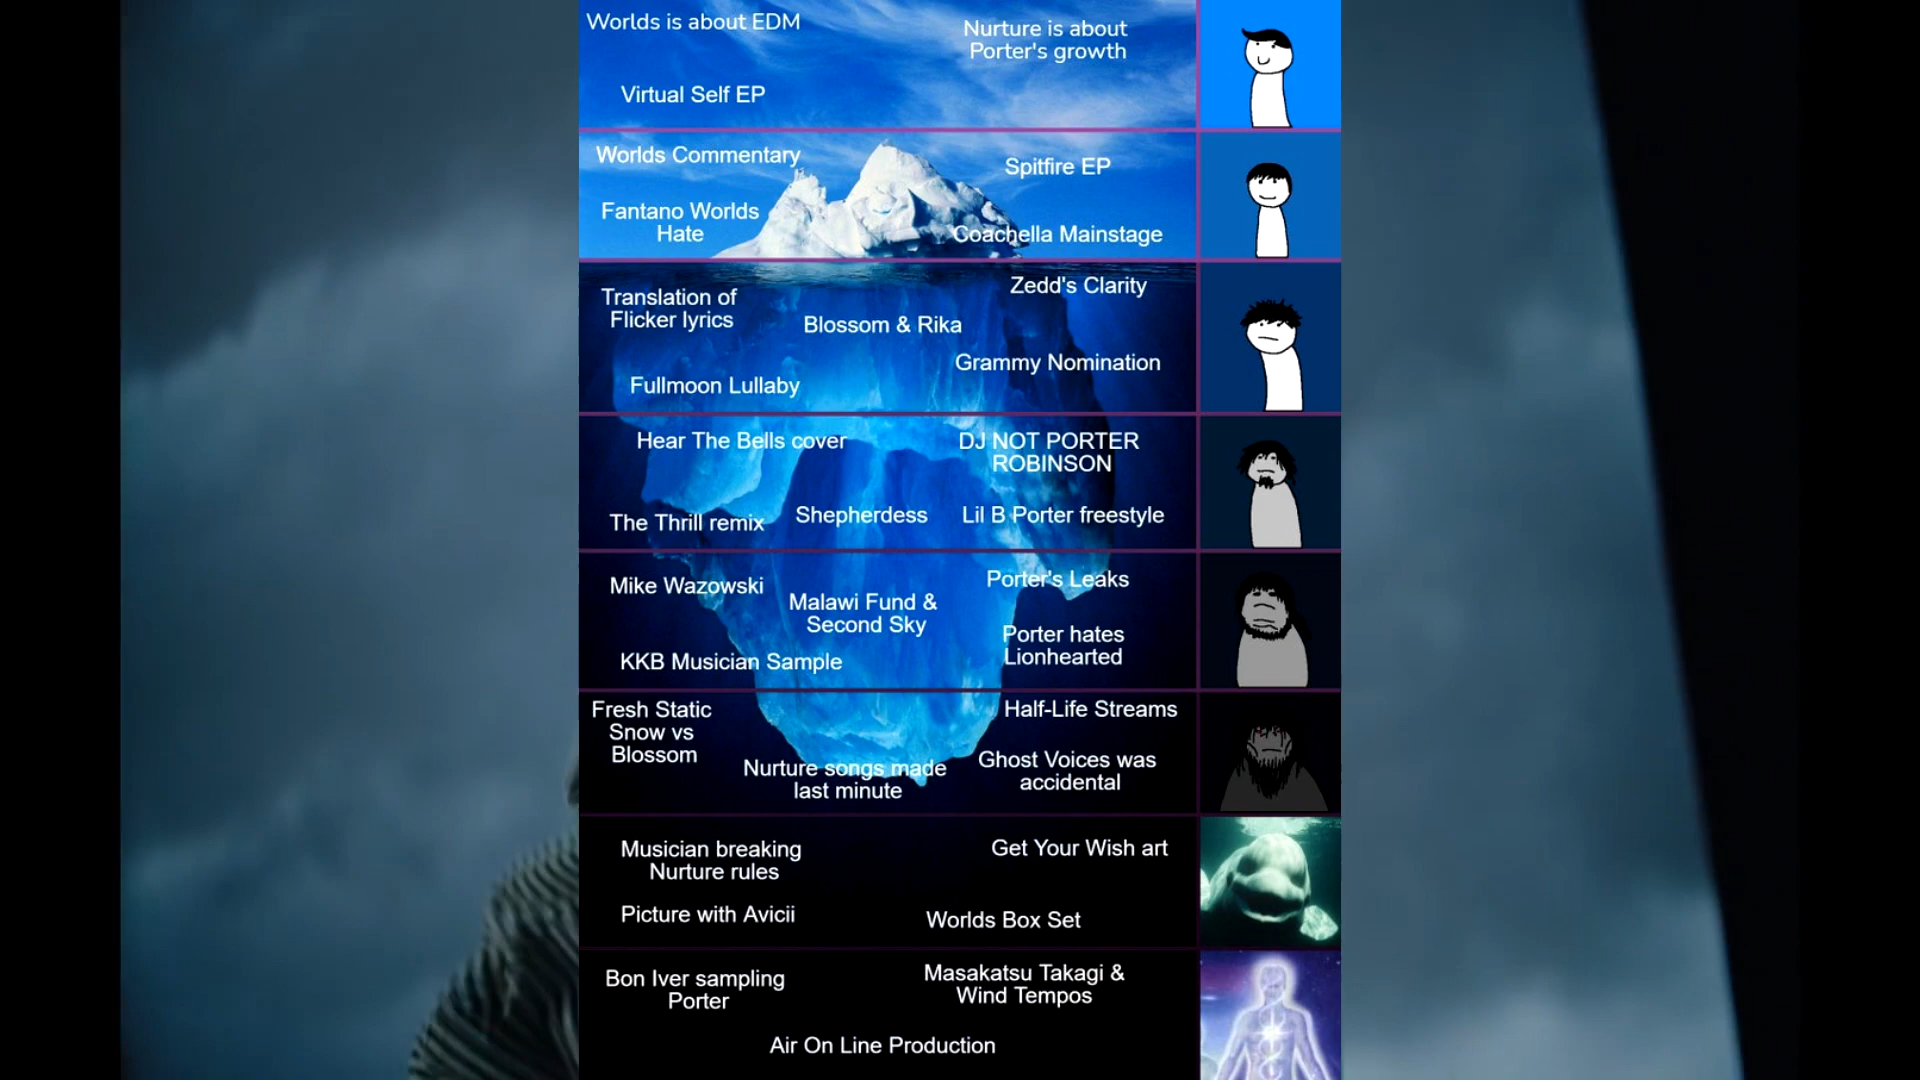 Worlds is about EDM
Nurture is about
Porter's growth
Virtual Self EP
Worlds Commentary
Spitfire EP
Fantano Worlds
Hate
Coachella Mainstage
Zedd's Clarity
Translation of
Flicker lyrics
Blossom & Rika
Grammy Nomination
Fullmoon Lullaby
Hear The Bells cover
DJ NOT PORTER
ROBINSON
The Thrill remix
Shepherdess
Lil B Porter freestyle
Mike Wazowski
Porter's Leaks
Malawi Fund &
Second Sky
Porter hates
Lionhearted
KKB Musician Sample
Fresh Static
Snow vs
Blossom
Half-Life Streams
Nurture songs made
last minute
Ghost Voices was
accidental
Musician breaking
Nurture rules
Get Your Wish art
Picture with Avicii
Worlds Box Set
Bon Iver sampling
Porter
Masakatsu Takagi &
Wind Tempos
Air On Line Production